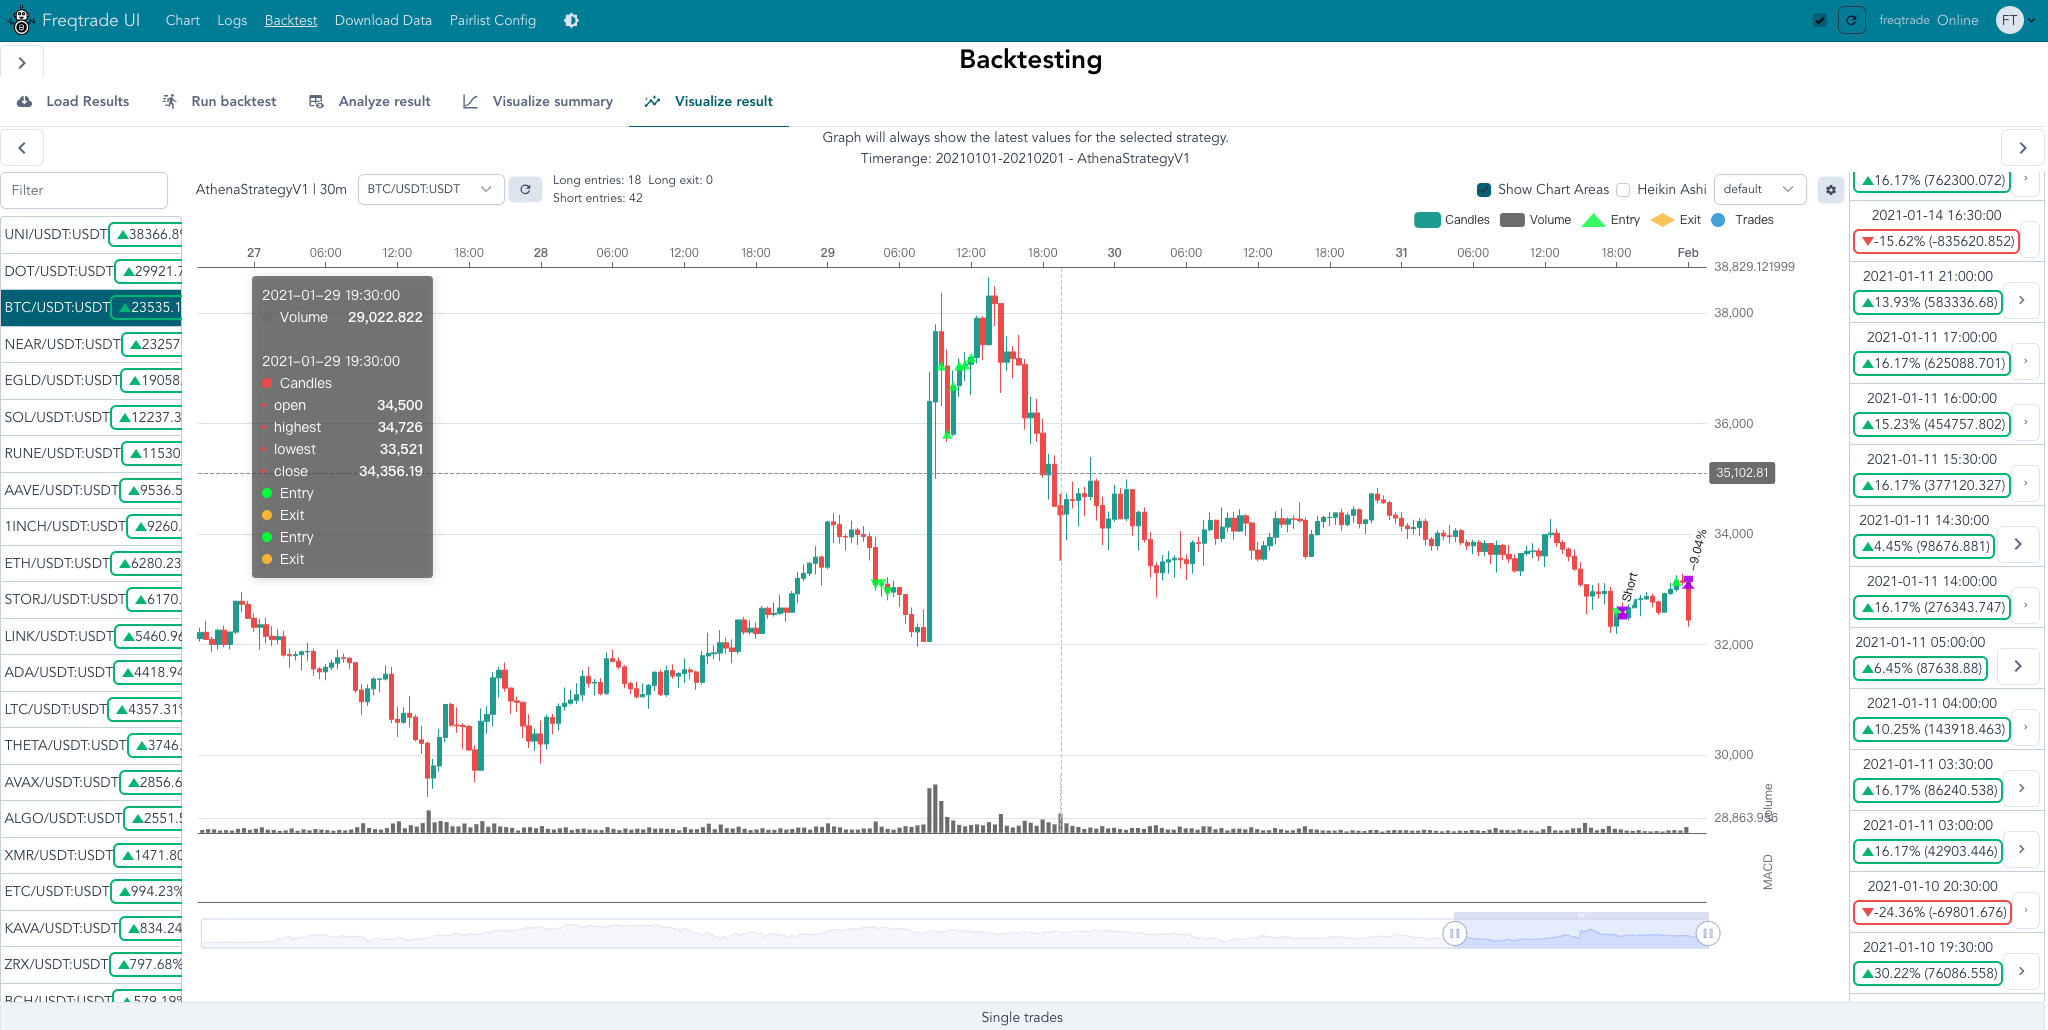 Freqtrade UI Chart Logs Backtest Download Data Pairlist Config freqtrade Online FT
Backtesting
Load Results Run backtest Analyze result Visualize summary Visualize result
Graph will always show the latest values for the selected strategy.
Timerange: 20210101-20210201 - AthenaStrategyV1
Filter
AthenaStrategyV1 | 30m BTC/USDT:USDT
Long entries: 18 Long exit: 0
Short entries: 42
Show Chart Areas Heikin Ashi default
Candles Volume Entry Exit Trades
UNI/USDT:USDT 38366.89
DOT/USDT:USDT 29921.7
BTC/USDT:USDT 23535.1
NEAR/USDT:USDT 23257
EGLD/USDT:USDT 19058.
SOL/USDT:USDT 12237.3
RUNE/USDT:USDT 11530
AAVE/USDT:USDT 9536.5
1INCH/USDT:USDT 9260.
ETH/USDT:USDT 6280.23
STORJ/USDT:USDT 6170.
LINK/USDT:USDT 5460.96
ADA/USDT:USDT 4418.94
LTC/USDT:USDT 4357.31%
THETA/USDT:USDT 3746.
AVAX/USDT:USDT 2856.6
ALGO/USDT:USDT 2551.5
XMR/USDT:USDT 1471.80
ETC/USDT:USDT 994.23%
KAVA/USDT:USDT 834.24
ZRX/USDT:USDT 797.68%
BCH/USDT:USDT 579.19%
27 06:00 12:00 18:00 28 06:00 12:00 18:00 29 06:00 12:00 18:00 30 06:00 12:00 18:00 31 06:00 12:00 18:00 Feb
2021-01-29 19:30:00
Volume 29,022.822
2021-01-29 19:30:00
Candles
open 34,500
highest 34,726
lowest 33,521
close 34,356.19
Entry
Exit
Entry
Exit
38,829.121999
38,000
36,000
35,102.81
34,000
32,000
30,000
28,863.956
Short
-9.04%
Volume
MACD
16.17% (762300.072)
2021-01-14 16:30:00
-15.62% (-835620.852)
2021-01-11 21:00:00
13.93% (583336.68)
2021-01-11 17:00:00
16.17% (625088.701)
2021-01-11 16:00:00
15.23% (454757.802)
2021-01-11 15:30:00
16.17% (377120.327)
2021-01-11 14:30:00
4.45% (98676.881)
2021-01-11 14:00:00
16.17% (276343.747)
2021-01-11 05:00:00
6.45% (87638.88)
2021-01-11 04:00:00
10.25% (143918.463)
2021-01-11 03:30:00
16.17% (86240.538)
2021-01-11 03:00:00
16.17% (42903.446)
2021-01-10 20:30:00
-24.36% (-69801.676)
2021-01-10 19:30:00
30.22% (76086.558)
Single trades